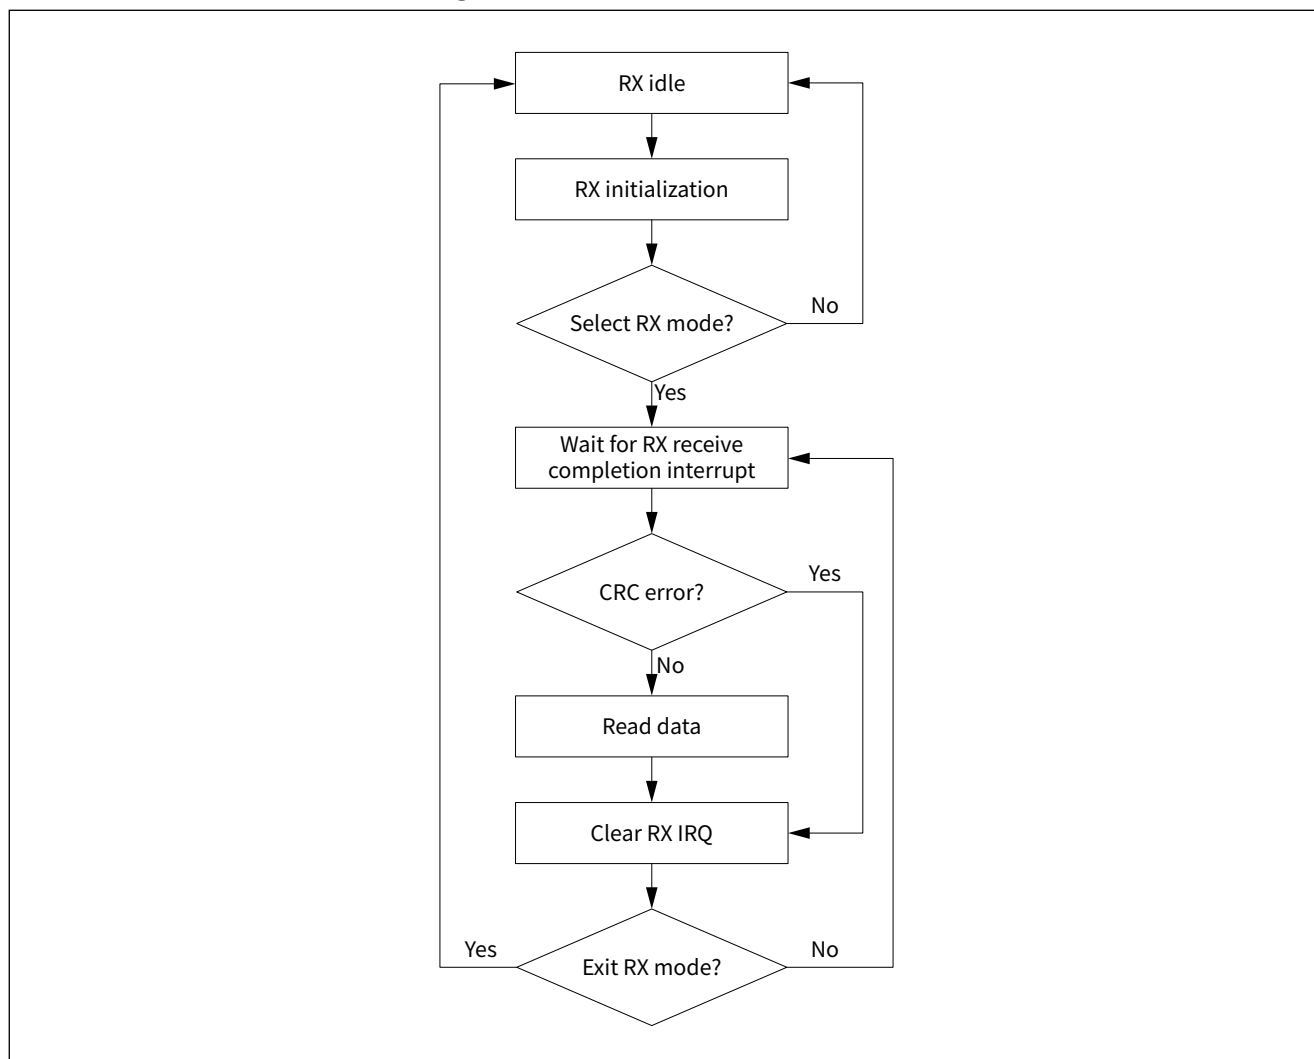 RX idle
RX initialization
Select RX mode?
No
Yes
Wait for RX receive
completion interrupt
CRC error?
Yes
No
Read data
Clear RX IRQ
Exit RX mode?
Yes
No